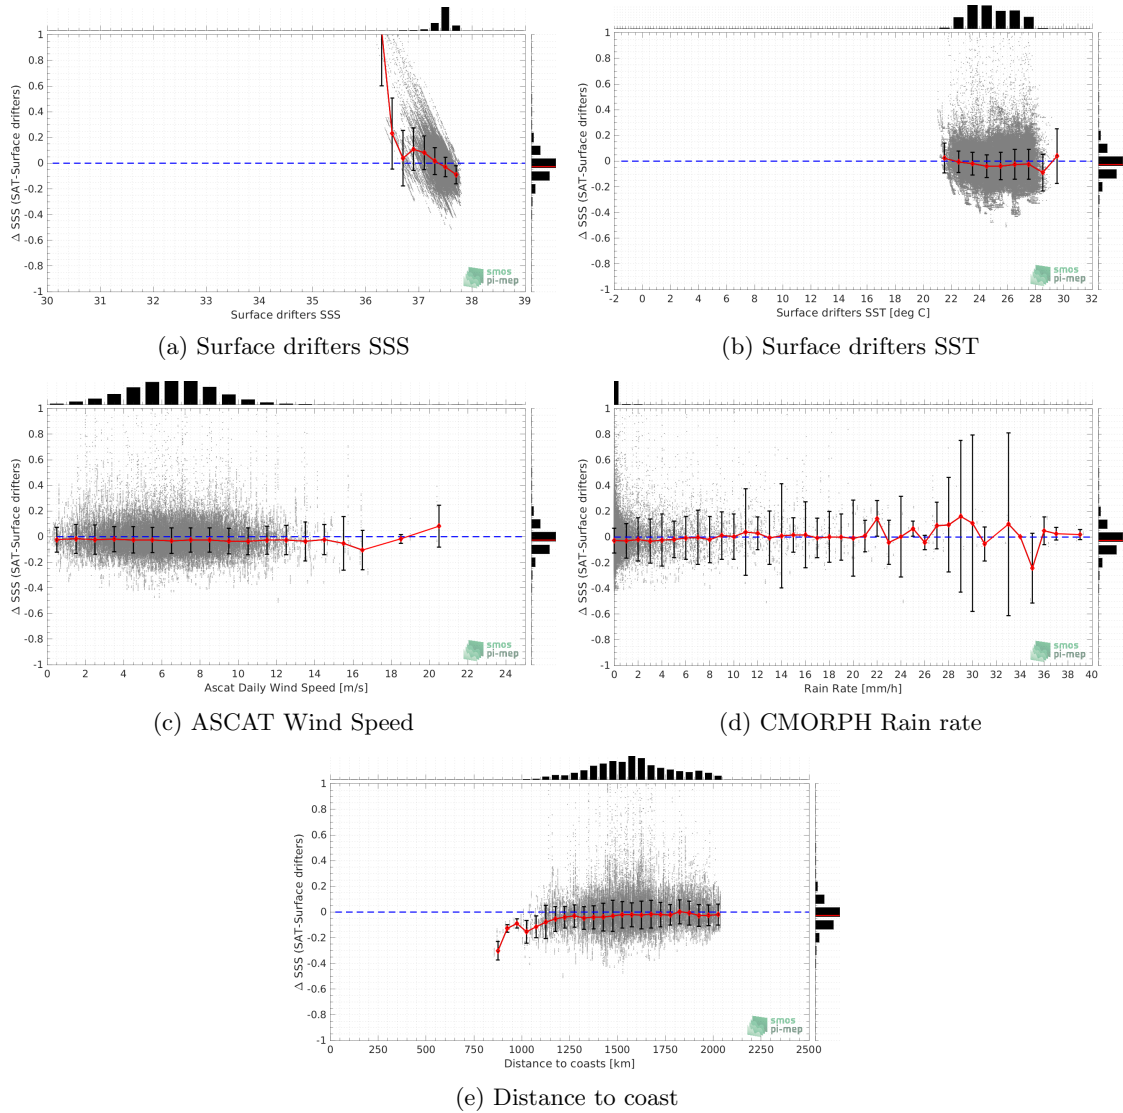 Δ SSS (SAT-Surface drifters)
1
0.8
0.6
0.4
0.2
0
-0.2
-0.4
-0.6
-0.8
-1
30 31 32 33 34 35 36 37 38 39
Surface drifters SSS
smos
pi-mep
(a) Surface drifters SSS
Δ SSS (SAT-Surface drifters)
1
0.8
0.6
0.4
0.2
0
-0.2
-0.4
-0.6
-0.8
-1
-2 0 2 4 6 8 10 12 14 16 18 20 22 24 26 28 30 32
Surface drifters SST [deg C]
smos
pi-mep
(b) Surface drifters SST
Δ SSS (SAT-Surface drifters)
1
0.8
0.6
0.4
0.2
0
-0.2
-0.4
-0.6
-0.8
-1
0 2 4 6 8 10 12 14 16 18 20 22 24
Ascat Daily Wind Speed [m/s]
smos
pi-mep
(c) ASCAT Wind Speed
Δ SSS (SAT-Surface drifters)
1
0.8
0.6
0.4
0.2
0
-0.2
-0.4
-0.6
-0.8
-1
0 2 4 6 8 10 12 14 16 18 20 22 24 26 28 30 32 34 36 38 40
Rain Rate [mm/h]
smos
pi-mep
(d) CMORPH Rain rate
Δ SSS (SAT-Surface drifters)
1
0.8
0.6
0.4
0.2
0
-0.2
-0.4
-0.6
-0.8
-1
0 250 500 750 1000 1250 1500 1750 2000 2250 2500
Distance to coasts [km]
smos
pi-mep
(e) Distance to coast